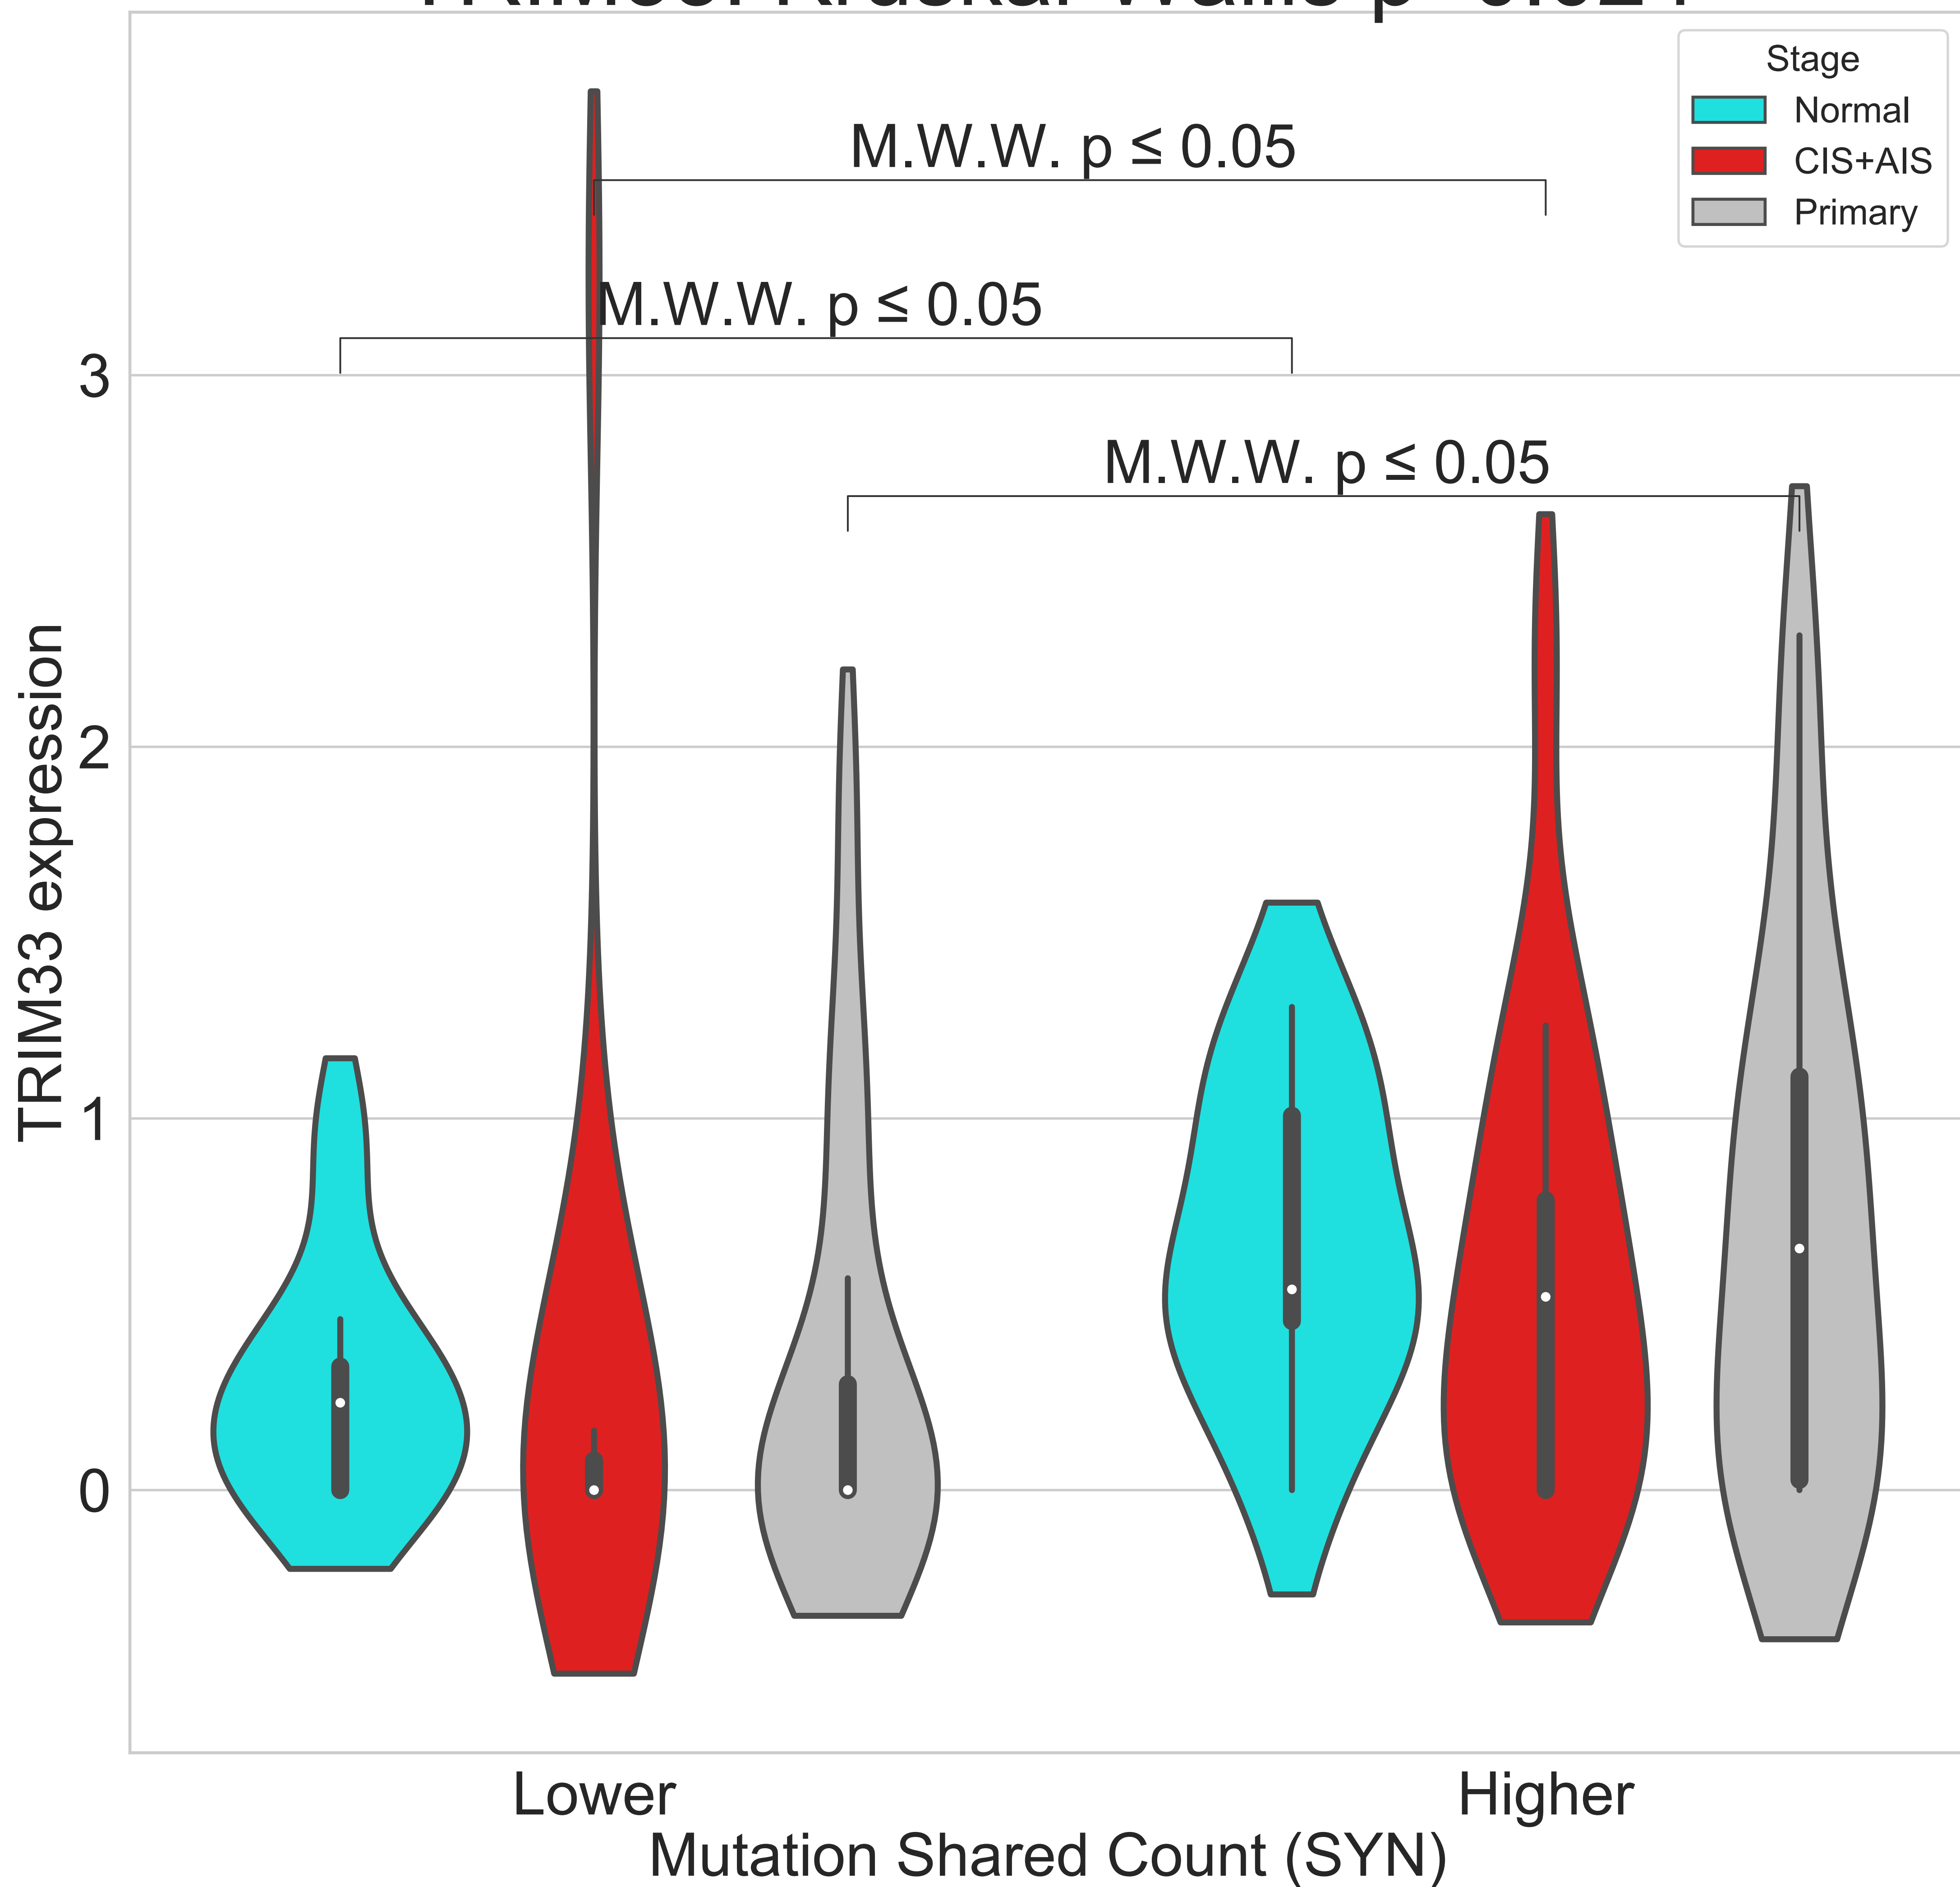 Stage
Normal
CIS+AIS
Primary
M.W.W. p ≤ 0.05
M.W.W. p ≤ 0.05
M.W.W. p ≤ 0.05
3
2
1
0
TRIM33 expression
Lower
Higher
Mutation Shared Count (SYN)